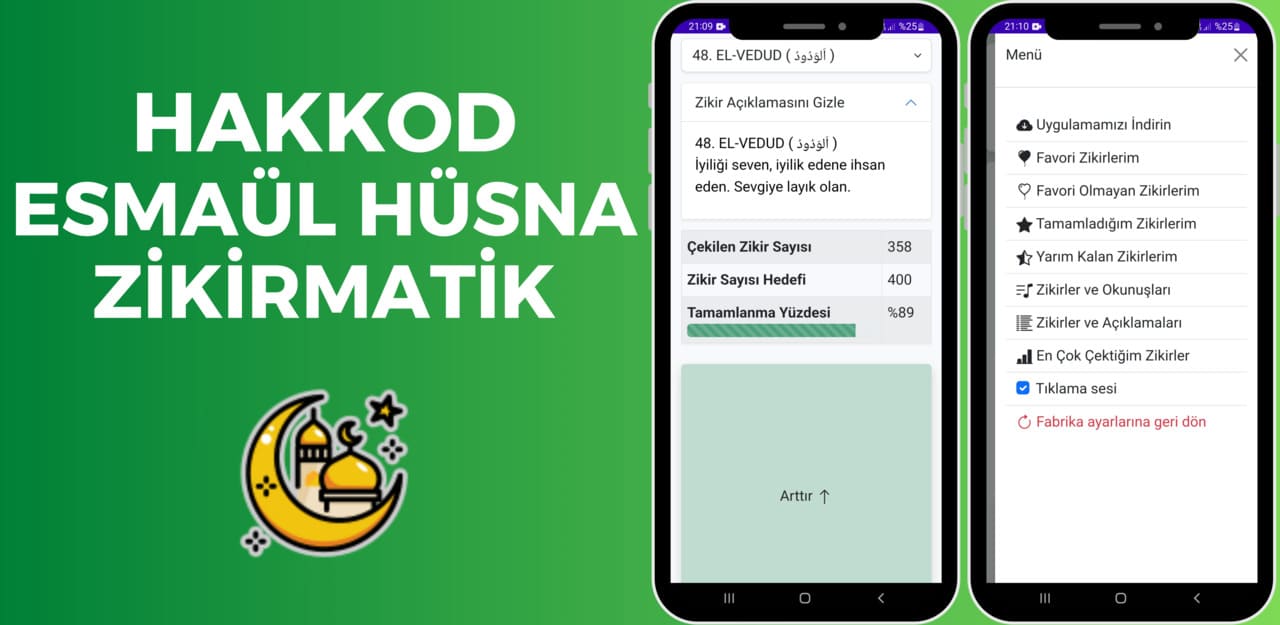 HAKKOD
ESMAÜL HÜSNA
ZİKİRMATİK
21:09 %25
48. EL-VEDUD ( اَلْوَدُودُ )
Zikir Açıklamasını Gizle
48. EL-VEDUD ( اَلْوَدُودُ )
İyiliği seven, iyilik edene ihsan
eden. Sevgiye layık olan.
Çekilen Zikir Sayısı 358
Zikir Sayısı Hedefi 400
Tamamlanma Yüzdesi %89
Arttır ↑
21:10 %25
Menü
Uygulamamızı İndirin
Favori Zikirlerim
Favori Olmayan Zikirlerim
Tamamladığım Zikirlerim
Yarım Kalan Zikirlerim
Zikirler ve Okunuşları
Zikirler ve Açıklamaları
En Çok Çektiğim Zikirler
Tıklama sesi
Fabrika ayarlarına geri dön